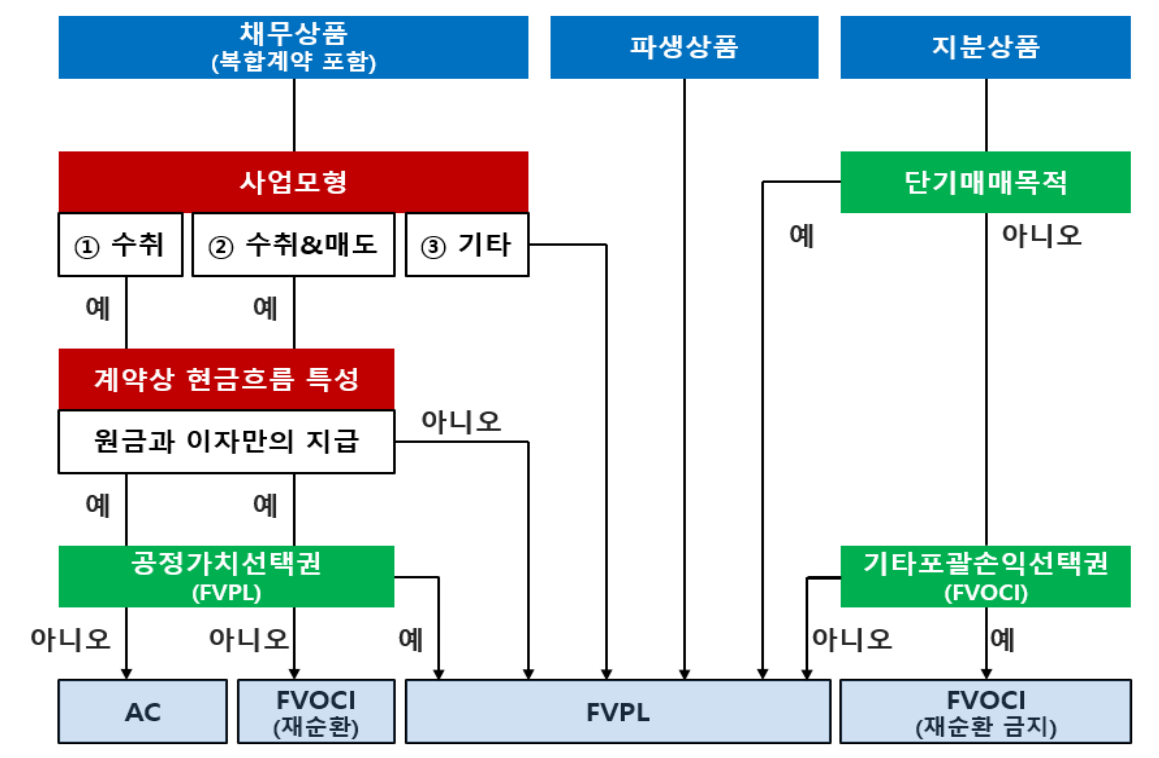 채무상품
(복합계약 포함)
파생상품
지분상품
사업모형
단기매매목적
① 수취
② 수취&매도
③ 기타
예
아니오
예
예
계약상 현금흐름 특성
원금과 이자만의 지급
아니오
예
예
공정가치선택권
(FVPL)
기타포괄손익선택권
(FVOCI)
아니오
아니오
예
아니오
예
AC
FVOCI
(재순환)
FVPL
FVOCI
(재순환 금지)